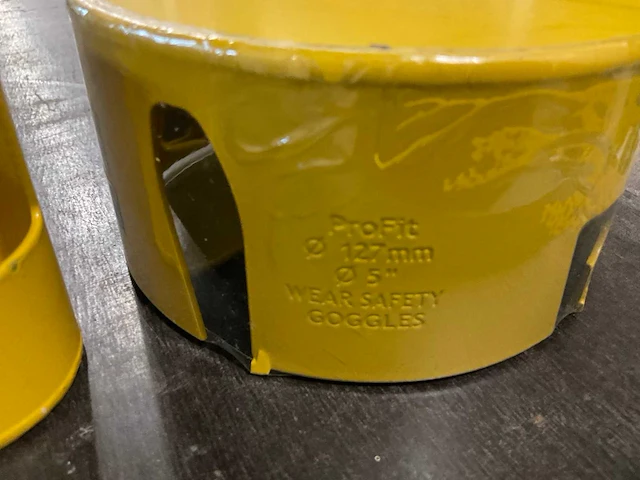 ProFit
Ø 127mm
Ø 5"
WEAR SAFETY
GOGGLES